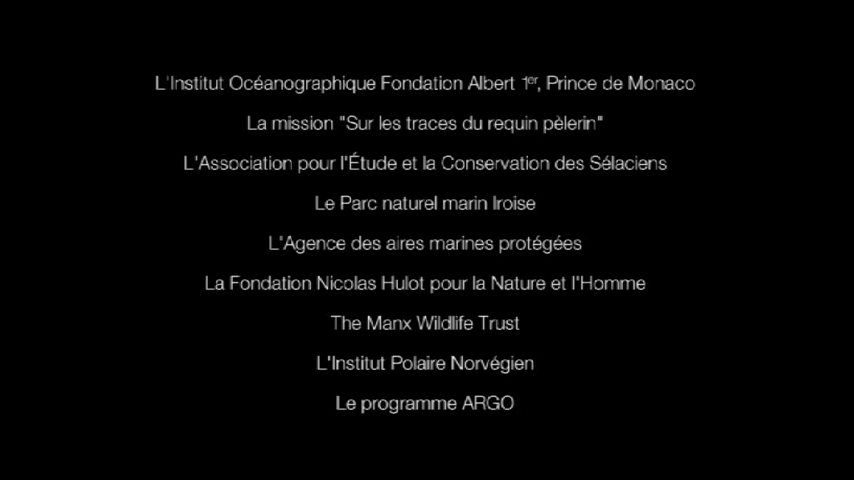 L'Institut Océanographique Fondation Albert 1er, Prince de Monaco
La mission "Sur les traces du requin pèlerin"
L'Association pour l'Étude et la Conservation des Sélaciens
Le Parc naturel marin Iroise
L'Agence des aires marines protégées
La Fondation Nicolas Hulot pour la Nature et l'Homme
The Manx Wildlife Trust
L'Institut Polaire Norvégien
Le programme ARGO